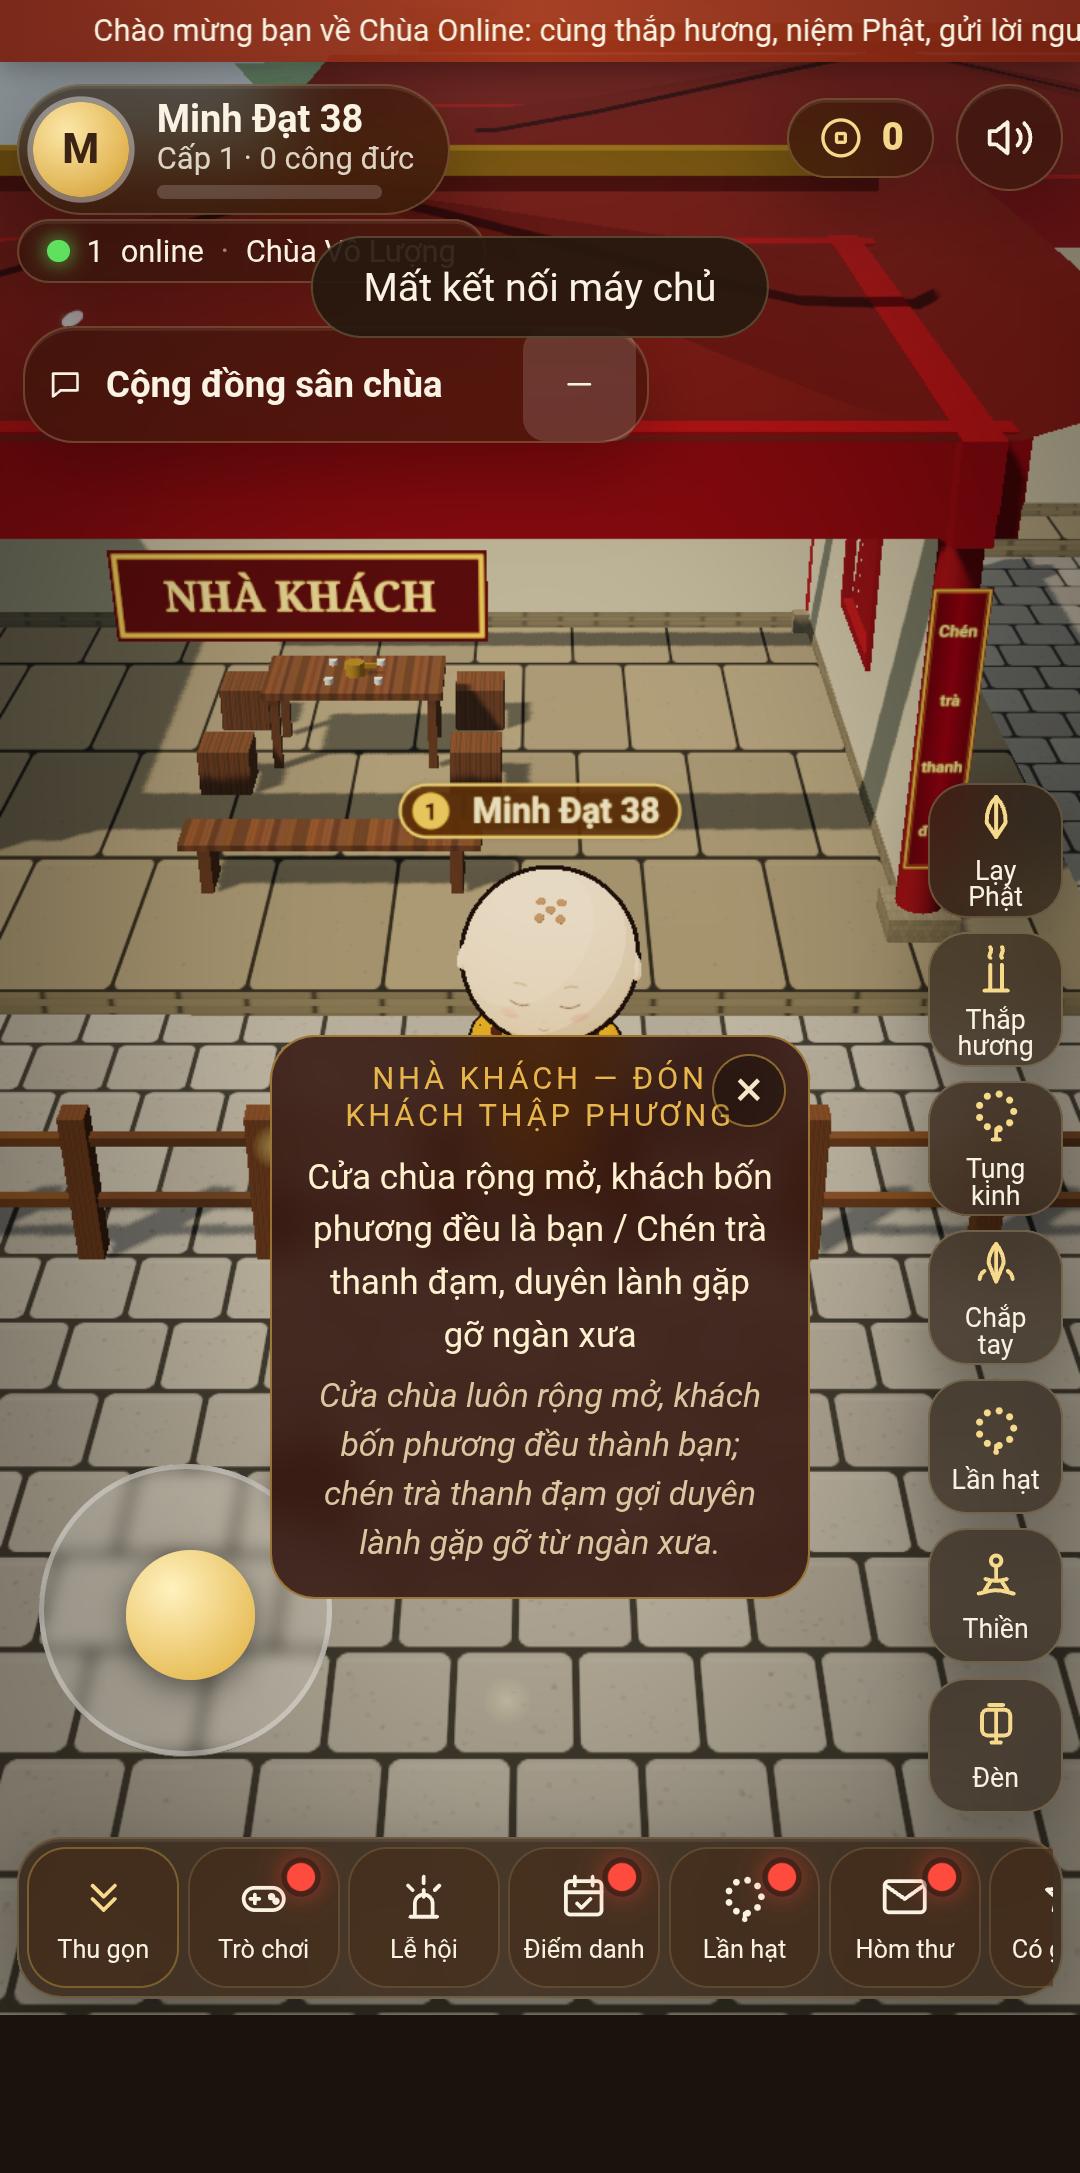 Chào mừng bạn về Chùa Online: cùng thắp hương, niệm Phật, gửi lời
M
Minh Đạt 38
Cấp 1 · 0 công đức
0
1 online · Chùa Vô Lượng
Mất kết nối máy chủ
Cộng đồng sân chùa
NHÀ KHÁCH
Chén
trà
thanh
1 Minh Đạt 38
Lạy
Phật
Thắp
hương
Tụng
kinh
Chắp
tay
Lần hạt
Thiền
Đèn
NHÀ KHÁCH — ĐÓN
KHÁCH THẬP PHƯƠNG
Cửa chùa rộng mở, khách bốn
phương đều là bạn / Chén trà
thanh đạm, duyên lành gặp
gỡ ngàn xưa
Cửa chùa luôn rộng mở, khách
bốn phương đều thành bạn;
chén trà thanh đạm gợi duyên
lành gặp gỡ từ ngàn xưa.
Thu gọn
Trò chơi
Lễ hội
Điểm danh
Lần hạt
Hòm thư
Có